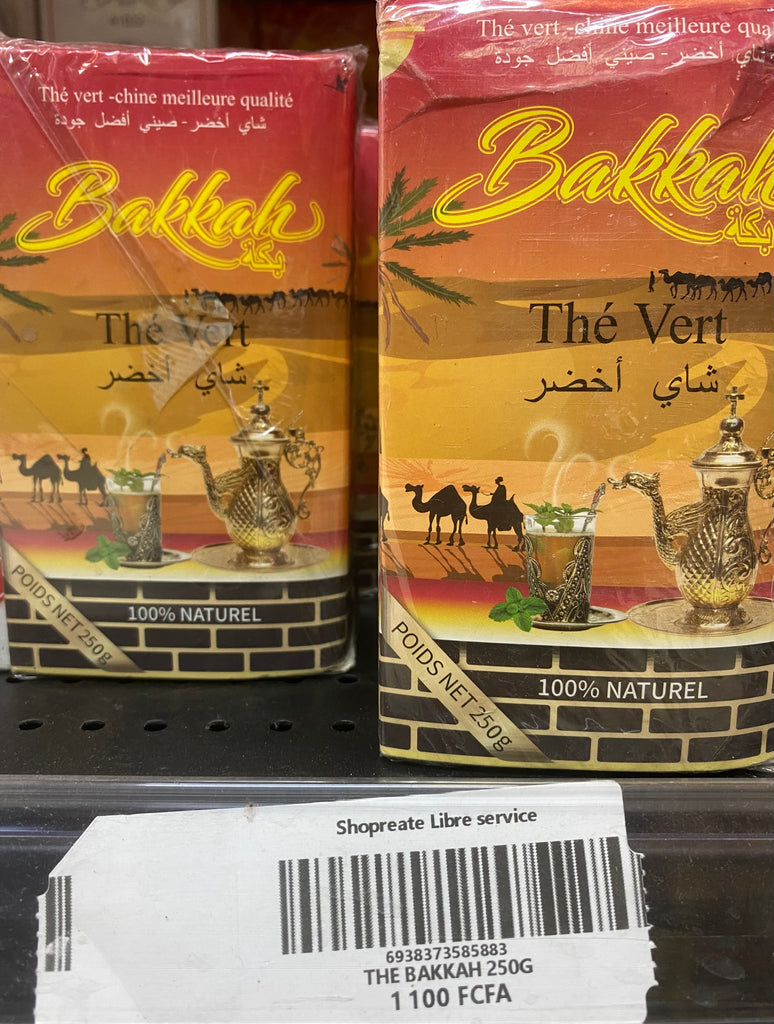 Thé vert -chine meilleure qualité
شاي أخضر - صيني أفضل جودة
Bakkah
بكة
Thé Vert
شاي أخضر
POIDS NET 250g
100% NATUREL
Thé vert -chine meilleure
شاي أخضر - صيني أفضل جودة
Bakkah
بكة
Thé Vert
شاي أخضر
POIDS NET 250g
100% NATUREL
Shopreate Libre service
6938373585883
THE BAKKAH 250G
1 100 FCFA